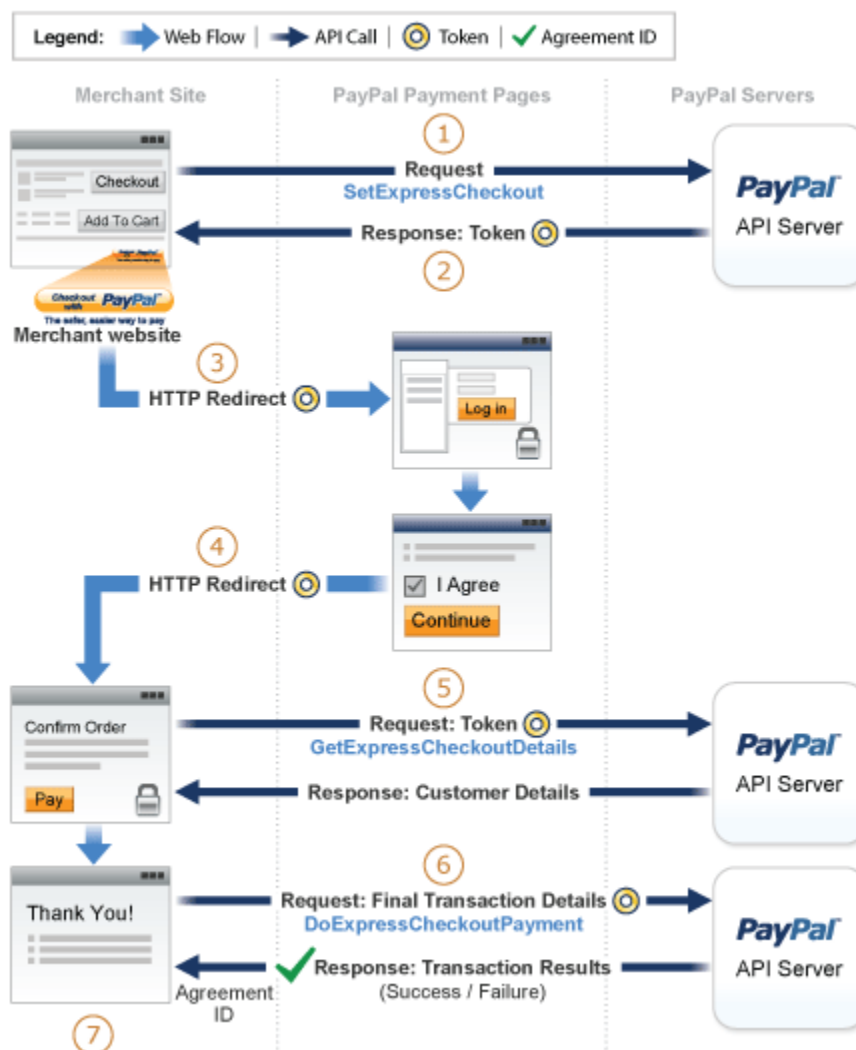 Legend: Web Flow | API Call | Token | Agreement ID
Merchant Site PayPal Payment Pages PayPal Servers
1
Checkout
Add To Cart
Request
SetExpressCheckout
Response: Token
2
PayPal
API Server
Checkout with PayPal
The safer, easier way to pay
Merchant website
3
HTTP Redirect
Log in
4
HTTP Redirect
I Agree
Continue
5
Confirm Order
Pay
Request: Token
GetExpressCheckoutDetails
Response: Customer Details
PayPal
API Server
6
Thank You!
Request: Final Transaction Details
DoExpressCheckoutPayment
Response: Transaction Results
(Success / Failure)
Agreement
ID
PayPal
API Server
7